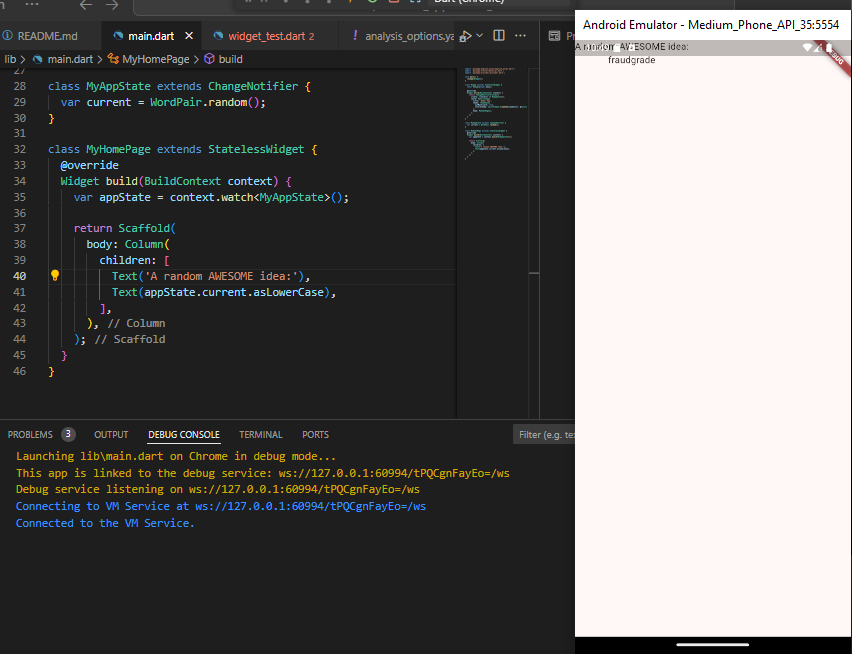 Dart (Chrome)
README.md
main.dart
widget_test.dart 2
analysis_options.ya
lib > main.dart > MyHomePage > build
27
28 class MyAppState extends ChangeNotifier {
29 var current = WordPair.random();
30 }
31
32 class MyHomePage extends StatelessWidget {
33 @override
34 Widget build(BuildContext context) {
35 var appState = context.watch<MyAppState>();
36
37 return Scaffold(
38 body: Column(
39 children: [
40 Text('A random AWESOME idea:'),
41 Text(appState.current.asLowerCase),
42 ],
43 ), // Column
44 ); // Scaffold
45 }
46 }
PROBLEMS 3 OUTPUT DEBUG CONSOLE TERMINAL PORTS Filter (e.g. tex
Launching lib\main.dart on Chrome in debug mode...
This app is linked to the debug service: ws://127.0.0.1:60994/tPQCgnFayEo=/ws
Debug service listening on ws://127.0.0.1:60994/tPQCgnFayEo=/ws
Connecting to VM Service at ws://127.0.0.1:60994/tPQCgnFayEo=/ws
Connected to the VM Service.
Android Emulator - Medium_Phone_API_35:5554
A random AWESOME idea:
fraudgrade
DEBUG